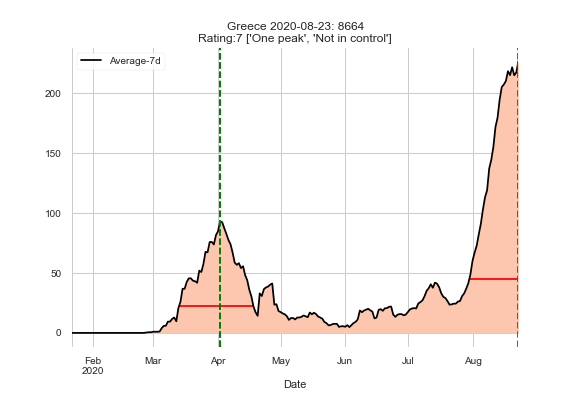 Greece 2020-08-23: 8664
Rating:7 ['One peak', 'Not in control']
Average-7d
200
150
100
50
0
Feb Mar Apr May Jun Jul Aug
2020
Date